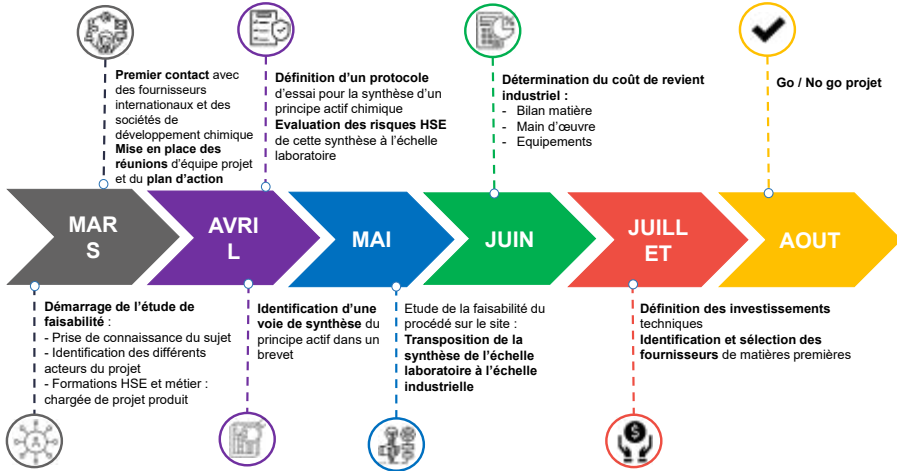 Premier contact avec
des fournisseurs
internationaux et des
sociétés de
développement chimique
Mise en place des
réunions d'équipe projet
et du plan d'action
Définition d'un protocole
d'essai pour la synthèse d'un
principe actif chimique
Evaluation des risques HSE
de cette synthèse à l'échelle
laboratoire
Détermination du coût de revient
industriel :
- Bilan matière
- Main d'œuvre
- Equipements
Go / No go projet
MAR
S
AVRI
L
MAI
JUIN
JUILL
ET
AOUT
Démarrage de l'étude de
faisabilité :
- Prise de connaissance du sujet
- Identification des différents
acteurs du projet
- Formations HSE et métier :
chargée de projet produit
Identification d'une
voie de synthèse du
principe actif dans un
brevet
Etude de la faisabilité du
procédé sur le site :
Transposition de la
synthèse de l'échelle
laboratoire à l'échelle
industrielle
Définition des investissements
techniques
Identification et sélection des
fournisseurs de matières premières